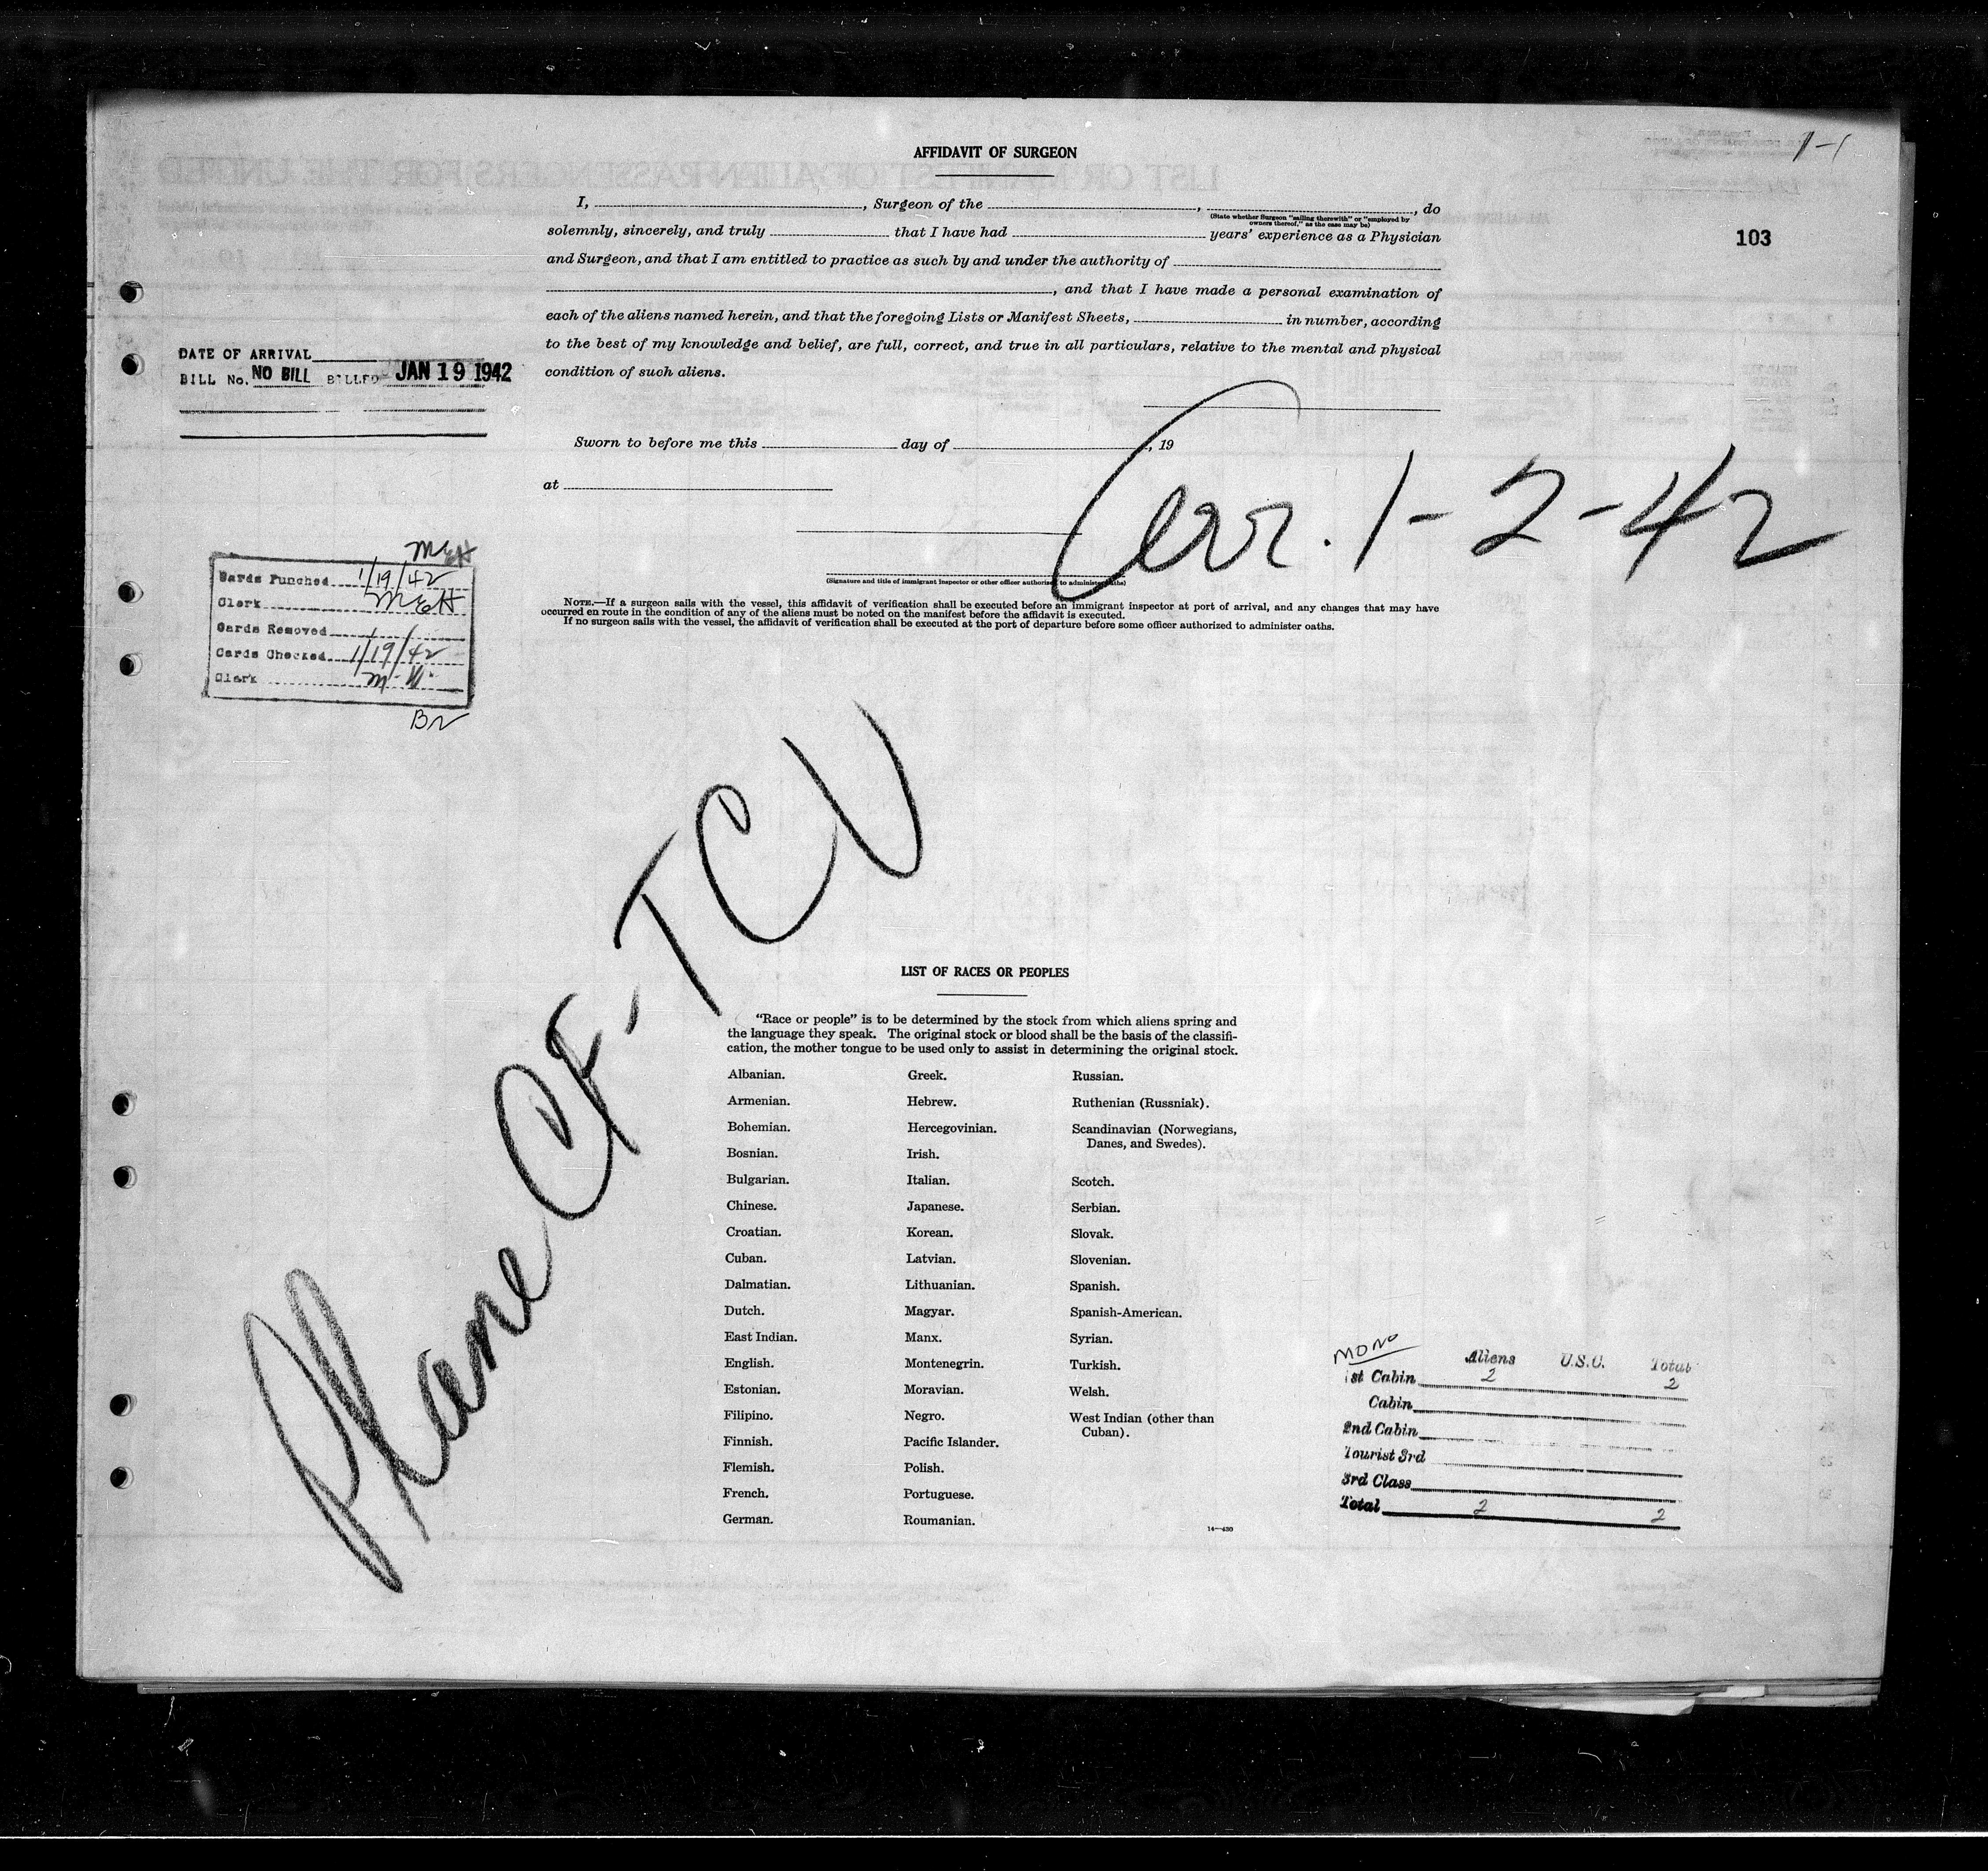 AFFIDAVIT OF SURGEON
1-1
103
I, , Surgeon of the , , do
(State whether Surgeon "sailing therewith" or "employed by
owners thereof," as the case may be)
solemnly, sincerely, and truly that I have had years' experience as a Physician
and Surgeon, and that I am entitled to practice as such by and under the authority of
, and that I have made a personal examination of
each of the aliens named herein, and that the foregoing Lists or Manifest Sheets, in number, according
to the best of my knowledge and belief, are full, correct, and true in all particulars, relative to the mental and physical
condition of such aliens.
DATE OF ARRIVAL
BILL No. NO BILL BILLED JAN 19 1942
Sworn to before me this day of , 19
at
arr. 1-2-42
(Signature and title of immigrant inspector or other officer authorized to administer oaths)
NOTE.—If a surgeon sails with the vessel, this affidavit of verification shall be executed before an immigrant inspector at port of arrival, and any changes that may have
occurred en route in the condition of any of the aliens must be noted on the manifest before the affidavit is executed.
If no surgeon sails with the vessel, the affidavit of verification shall be executed at the port of departure before some officer authorized to administer oaths.
MEH
Cards Punched 1/19/42
Clerk MEH
Cards Removed
Cards Checked 1/19/42
Clerk
BN
Plane CF-TCU
LIST OF RACES OR PEOPLES
"Race or people" is to be determined by the stock from which aliens spring and
the language they speak. The original stock or blood shall be the basis of the classifi-
cation, the mother tongue to be used only to assist in determining the original stock.
Albanian.
Armenian.
Bohemian.
Bosnian.
Bulgarian.
Chinese.
Croatian.
Cuban.
Dalmatian.
Dutch.
East Indian.
English.
Estonian.
Filipino.
Finnish.
Flemish.
French.
German.
Greek.
Hebrew.
Hercegovinian.
Irish.
Italian.
Japanese.
Korean.
Latvian.
Lithuanian.
Magyar.
Manx.
Montenegrin.
Moravian.
Negro.
Pacific Islander.
Polish.
Portuguese.
Roumanian.
Russian.
Ruthenian (Russniak).
Scandinavian (Norwegians,
Danes, and Swedes).
Scotch.
Serbian.
Slovak.
Slovenian.
Spanish.
Spanish-American.
Syrian.
Turkish.
Welsh.
West Indian (other than
Cuban).
14—430
MON
Aliens U.S.C. Total
1st Cabin 2 2
Cabin
2nd Cabin
Tourist 3rd
3rd Class
Total 2 2